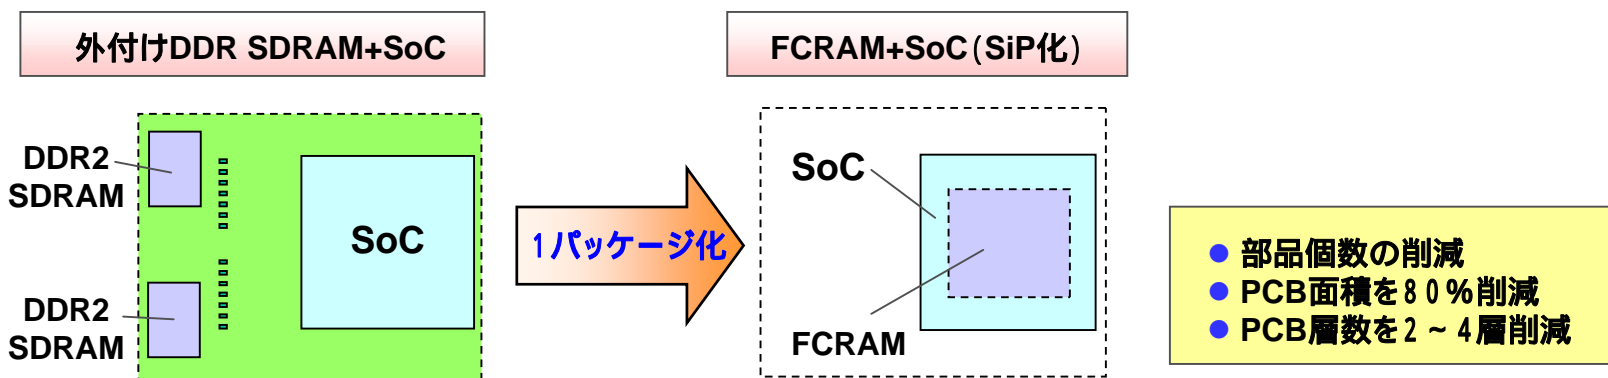 外付けDDR SDRAM+SoC
FCRAM+SoC(SiP化)
DDR2
SDRAM
SoC
DDR2
SDRAM
1パッケージ化
SoC
FCRAM
● 部品個数の削減
● PCB面積を80%削減
● PCB層数を2~4層削減